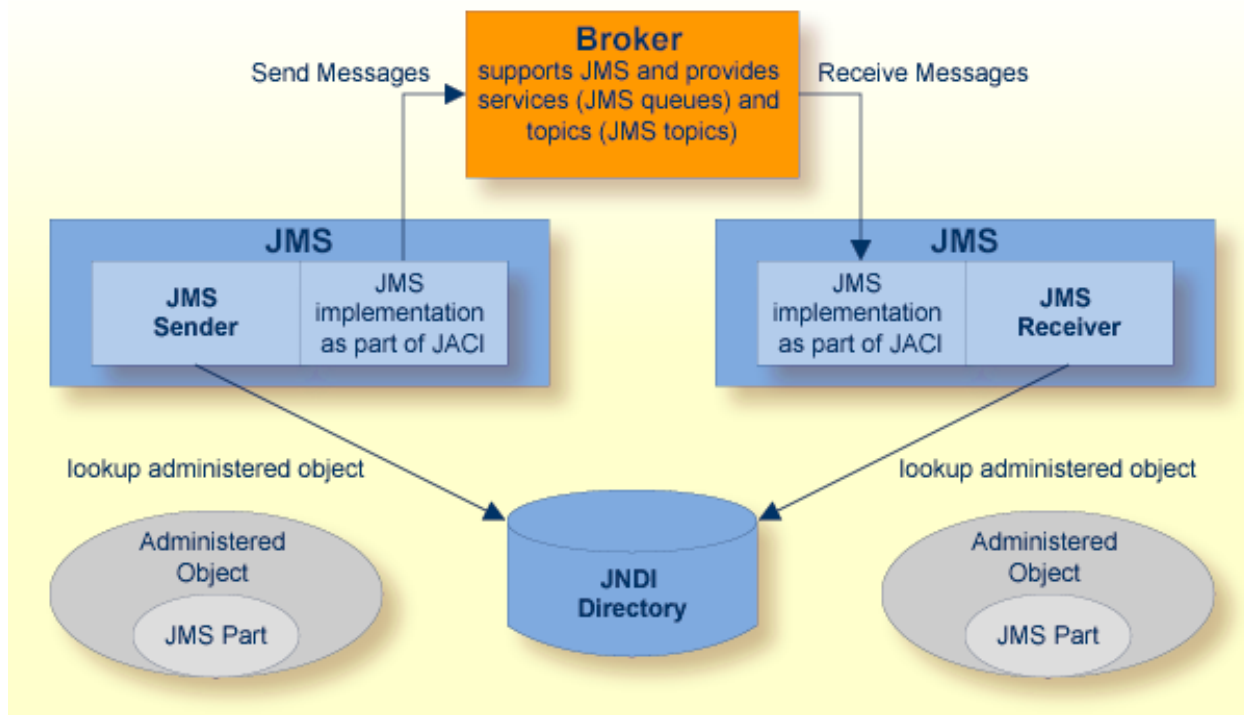 Broker
supports JMS and provides
services (JMS queues) and
topics (JMS topics)
Send Messages
Receive Messages
JMS
JMS
Sender
JMS
implementation
as part of JACI
JMS
JMS
implementation
as part of JACI
JMS
Receiver
lookup administered object
lookup administered object
Administered
Object
JMS Part
JNDI
Directory
Administered
Object
JMS Part